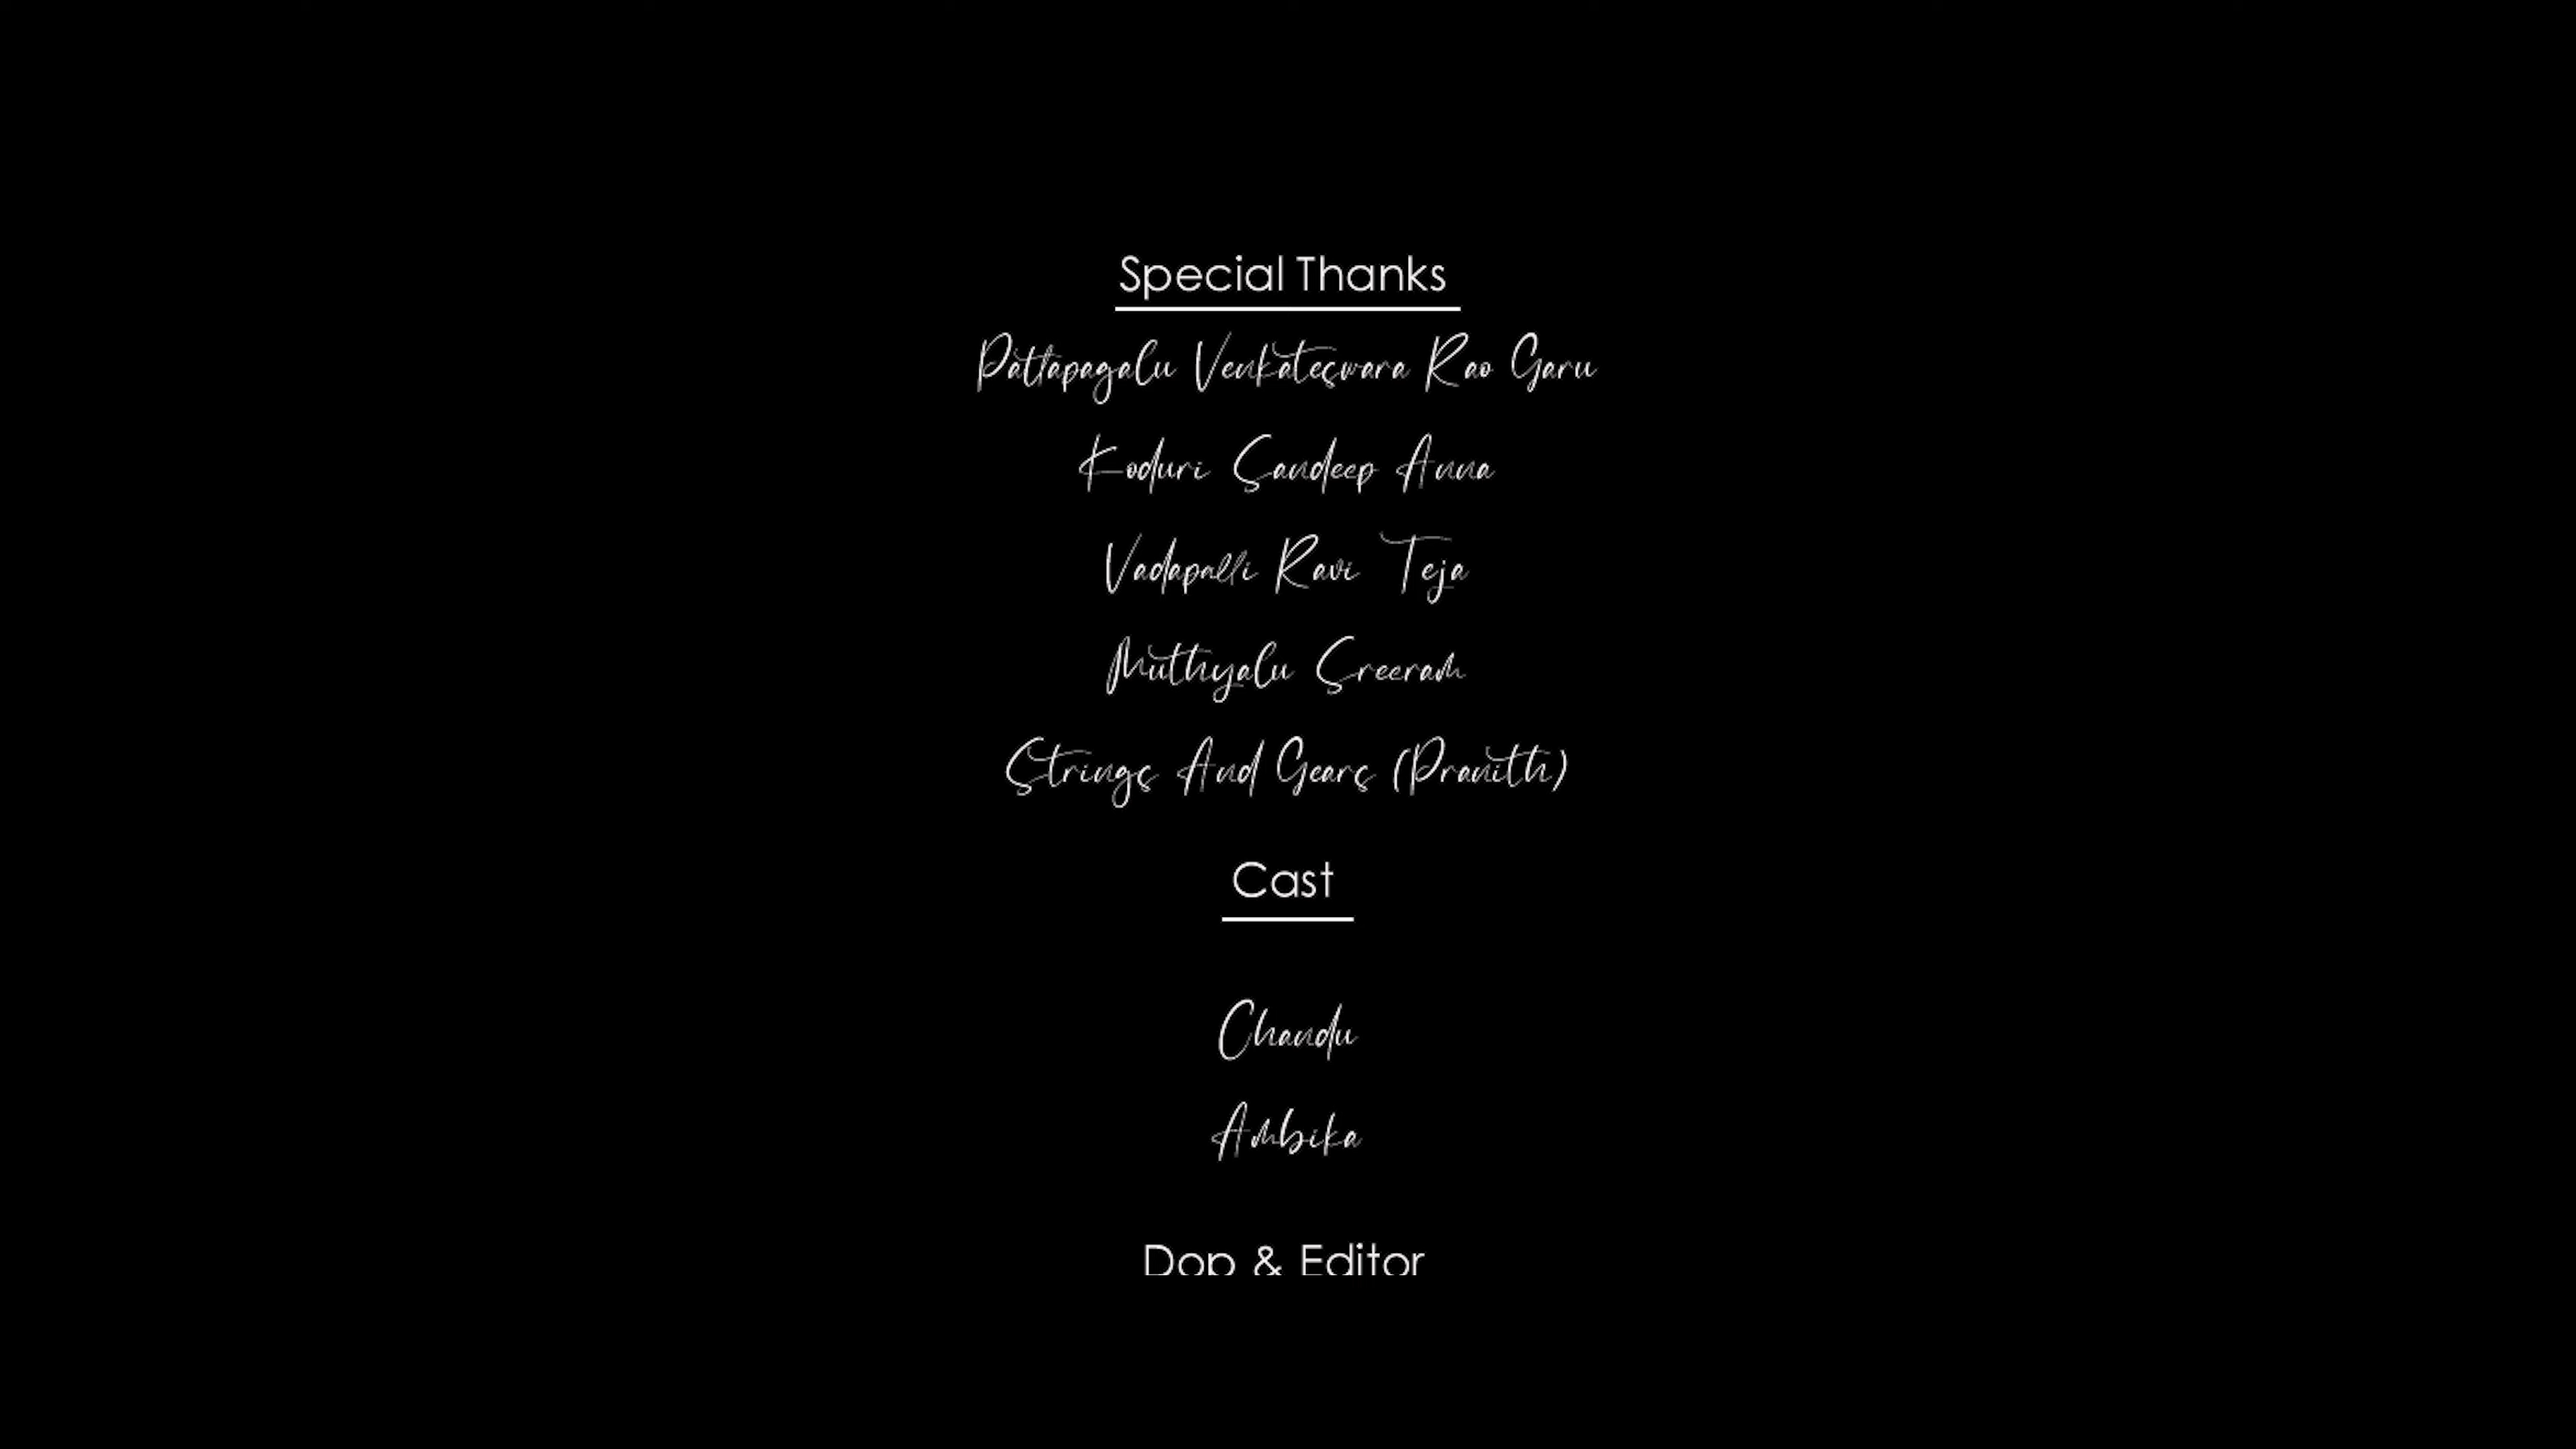 Special Thanks
Pattapagalu Venkateswara Rao Garu
Koduri Sandeep Anna
Vadapalli Ravi Teja
Muthyalu Sreeram
Strings And Gears (Pranith)
Cast
Chandu
Ambika
Dop & Editor